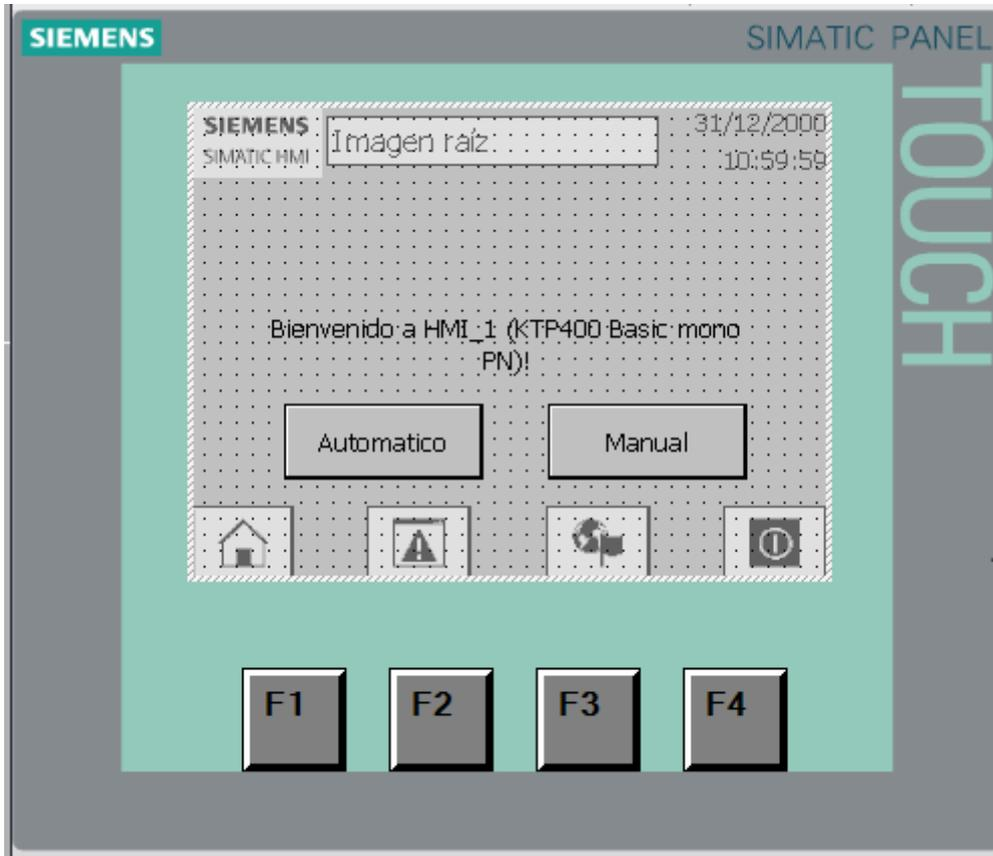 SIEMENS
SIMATIC PANEL
TOUCH
SIEMENS
SIMATIC HMI
Imagen raíz
31/12/2000
10:59:59
Bienvenido a HMI_1 (KTP400 Basic mono
PN)!
Automatico
Manual
F1
F2
F3
F4